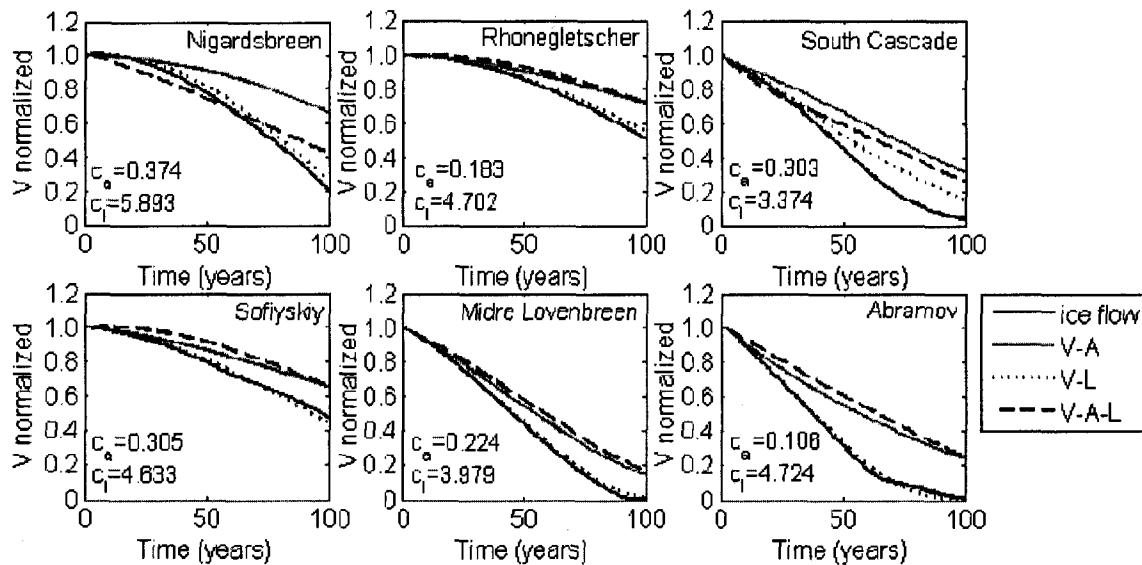 Nigardsbreen
V normalized
1.2
1.0
0.8
0.6
0.4
0.2
0
c_a=0.374
c_l=5.893
0 50 100
Time (years)
Rhonegletscher
V normalized
1.2
1.0
0.8
0.6
0.4
0.2
0
c_a=0.183
c_l=4.702
0 50 100
Time (years)
South Cascade
V normalized
1.2
1.0
0.8
0.6
0.4
0.2
0
c_a=0.303
c_l=3.374
0 50 100
Time (years)
Sofiyskiy
V normalized
1.2
1.0
0.8
0.6
0.4
0.2
0
c_a=0.305
c_l=4.633
0 50 100
Time (years)
Midre Lovenbreen
V normalized
1.2
1.0
0.8
0.6
0.4
0.2
0
c_a=0.224
c_l=3.979
0 50 100
Time (years)
Abramov
V normalized
1.2
1.0
0.8
0.6
0.4
0.2
0
c_a=0.106
c_l=4.724
0 50 100
Time (years)
ice flow
V-A
V-L
V-A-L